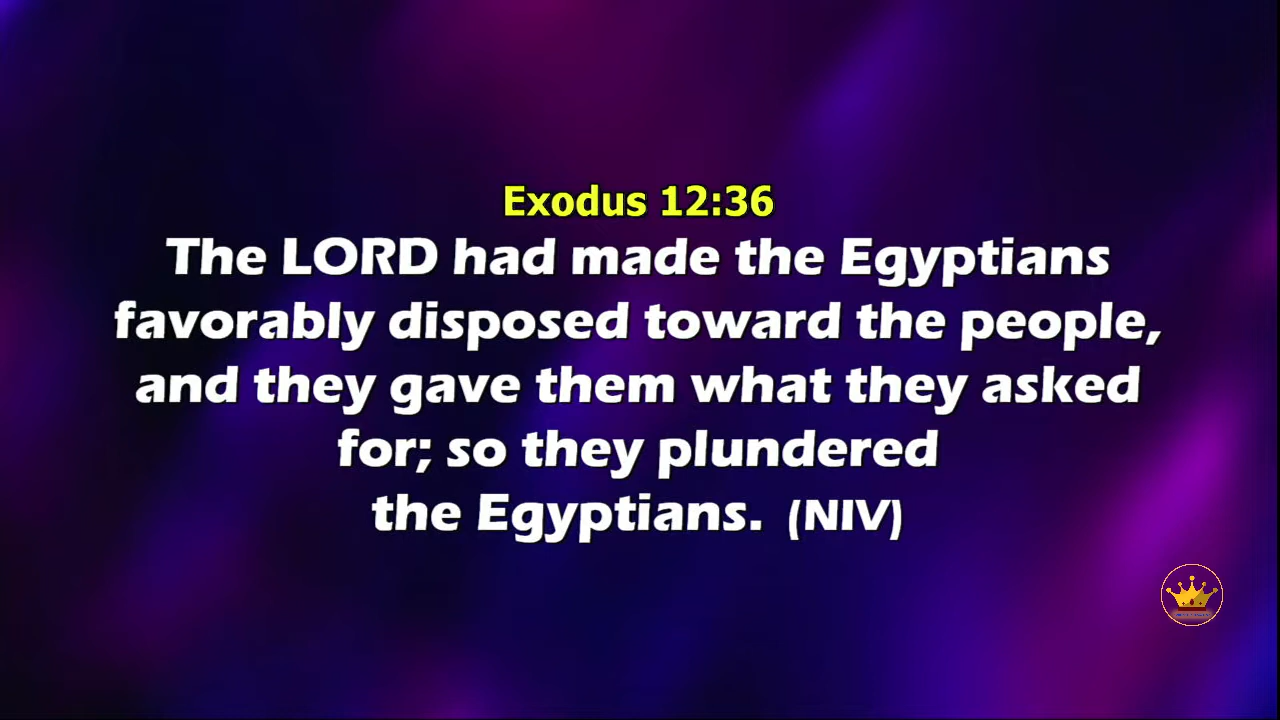 Exodus 12:36
The LORD had made the Egyptians
favorably disposed toward the people,
and they gave them what they asked
for; so they plundered
the Egyptians. (NIV)